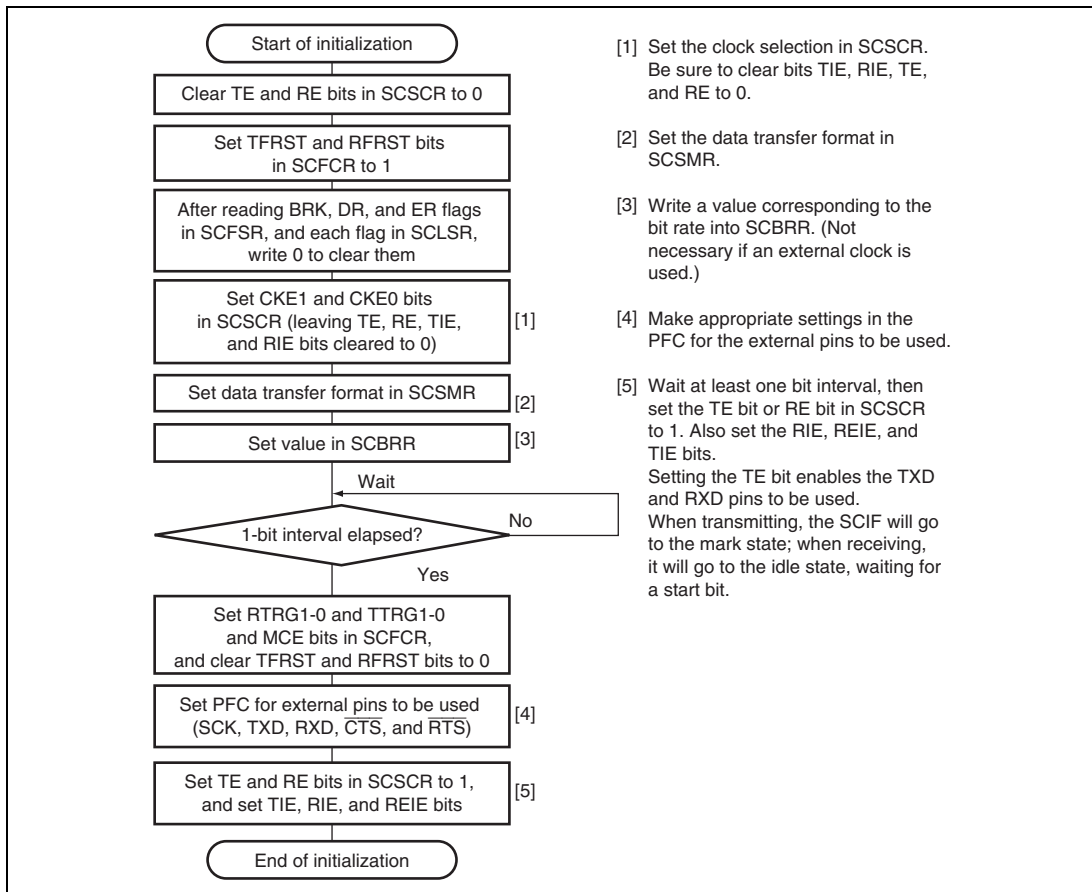 Start of initialization
Clear TE and RE bits in SCSCR to 0
Set TFRST and RFRST bits
in SCFCR to 1
After reading BRK, DR, and ER flags
in SCFSR, and each flag in SCLSR,
write 0 to clear them
Set CKE1 and CKE0 bits
in SCSCR (leaving TE, RE, TIE,
and RIE bits cleared to 0)
[1]
Set data transfer format in SCSMR
[2]
Set value in SCBRR
[3]
Wait
1-bit interval elapsed?
No
Yes
Set RTRG1-0 and TTRG1-0
and MCE bits in SCFCR,
and clear TFRST and RFRST bits to 0
Set PFC for external pins to be used
(SCK, TXD, RXD, C̅T̅S̅, and R̅T̅S̅)
[4]
Set TE and RE bits in SCSCR to 1,
and set TIE, RIE, and REIE bits
[5]
End of initialization
[1] Set the clock selection in SCSCR.
Be sure to clear bits TIE, RIE, TE,
and RE to 0.
[2] Set the data transfer format in
SCSMR.
[3] Write a value corresponding to the
bit rate into SCBRR. (Not
necessary if an external clock is
used.)
[4] Make appropriate settings in the
PFC for the external pins to be used.
[5] Wait at least one bit interval, then
set the TE bit or RE bit in SCSCR
to 1. Also set the RIE, REIE, and
TIE bits.
Setting the TE bit enables the TXD
and RXD pins to be used.
When transmitting, the SCIF will go
to the mark state; when receiving,
it will go to the idle state, waiting for
a start bit.